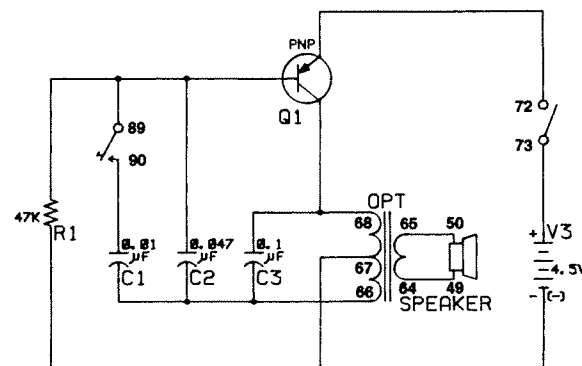 PNP
Q1
89
90
72
73
47K
R1
0.01
µF
C1
0.047
µF
C2
0.1
µF
C3
OPT
68
65
50
67
66
64
49
SPEAKER
+
V3
4.5V
- (-)